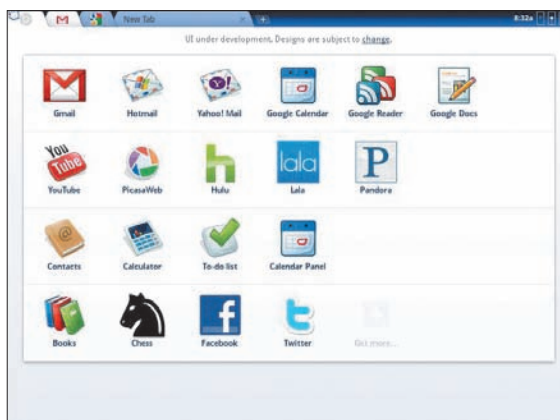 New Tab
8:32a
UI under development. Designs are subject to change.
Gmail
Hotmail
Yahoo! Mail
Google Calendar
Google Reader
Google Docs
You
Tube
hulu
lala
P
YouTube
PicasaWeb
Hulu
Lala
Pandora
Contacts
Calculator
To-do list
Calendar Panel
Books
Chess
Facebook
Twitter
Get more...